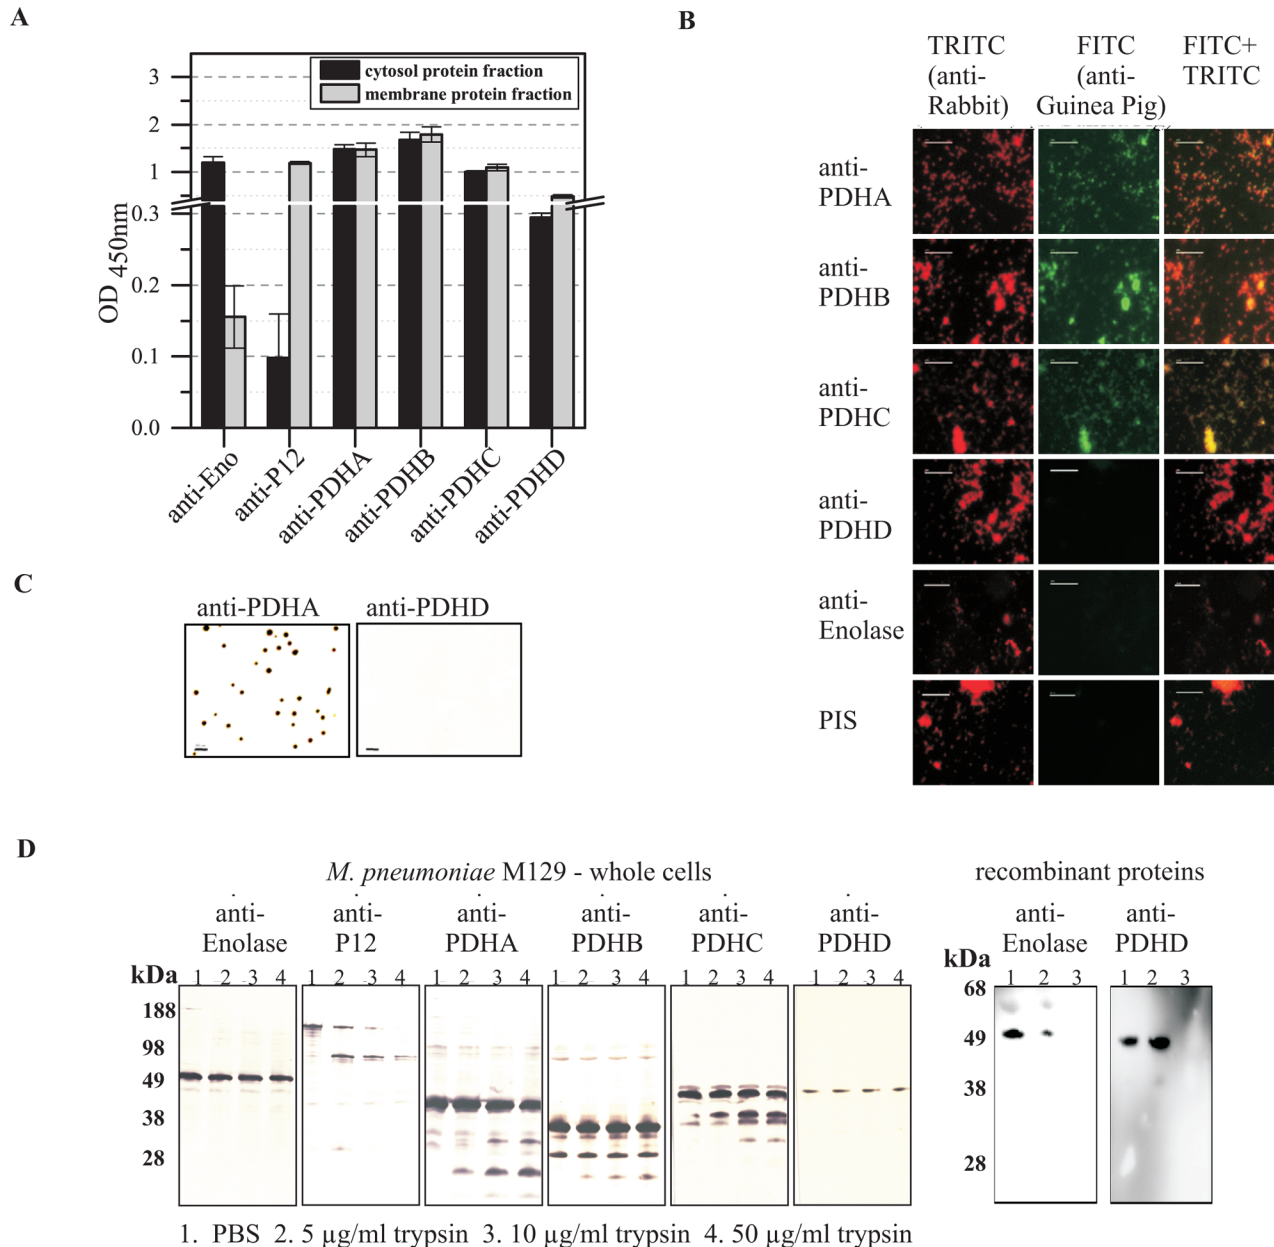 A
3
2
1
0.3
0.2
0.1
0.0
OD 450nm
cytosol protein fraction
membrane protein fraction
anti-Eno
anti-P12
anti-PDHA
anti-PDHB
anti-PDHC
anti-PDHD
B
TRITC
(anti-
Rabbit)
FITC
(anti-
Guinea Pig)
FITC+
TRITC
anti-
PDHA
anti-
PDHB
anti-
PDHC
anti-
PDHD
anti-
Enolase
PIS
C
anti-PDHA
anti-PDHD
D
M. pneumoniae M129 - whole cells
anti-
Enolase
anti-
P12
anti-
PDHA
anti-
PDHB
anti-
PDHC
anti-
PDHD
kDa
1 2 3 4
1 2 3 4
1 2 3 4
1 2 3 4
1 2 3 4
1 2 3 4
188
98
49
38
28
1. PBS 2. 5 µg/ml trypsin 3. 10 µg/ml trypsin 4. 50 µg/ml trypsin
recombinant proteins
anti-
Enolase
anti-
PDHD
kDa
1 2 3
1 2 3
68
49
38
28